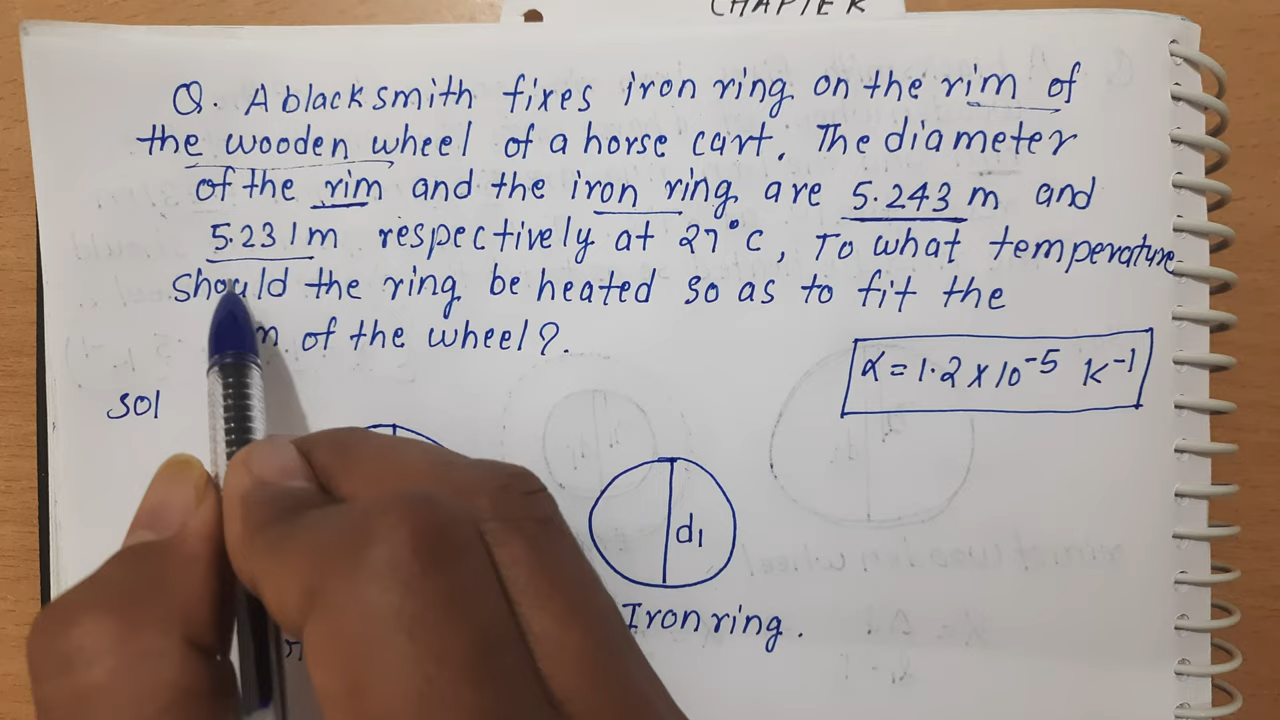 CHAPTER
Q. A blacksmith fixes iron ring on the rim of
the wooden wheel of a horse cart. The diameter
of the rim and the iron ring are 5.243 m and
5.231m respectively at 27°C, To what temperature
should the ring be heated so as to fit the
of the wheel?.
α = 1.2 × 10⁻⁵ K⁻¹
Sol
d₁
Iron ring.